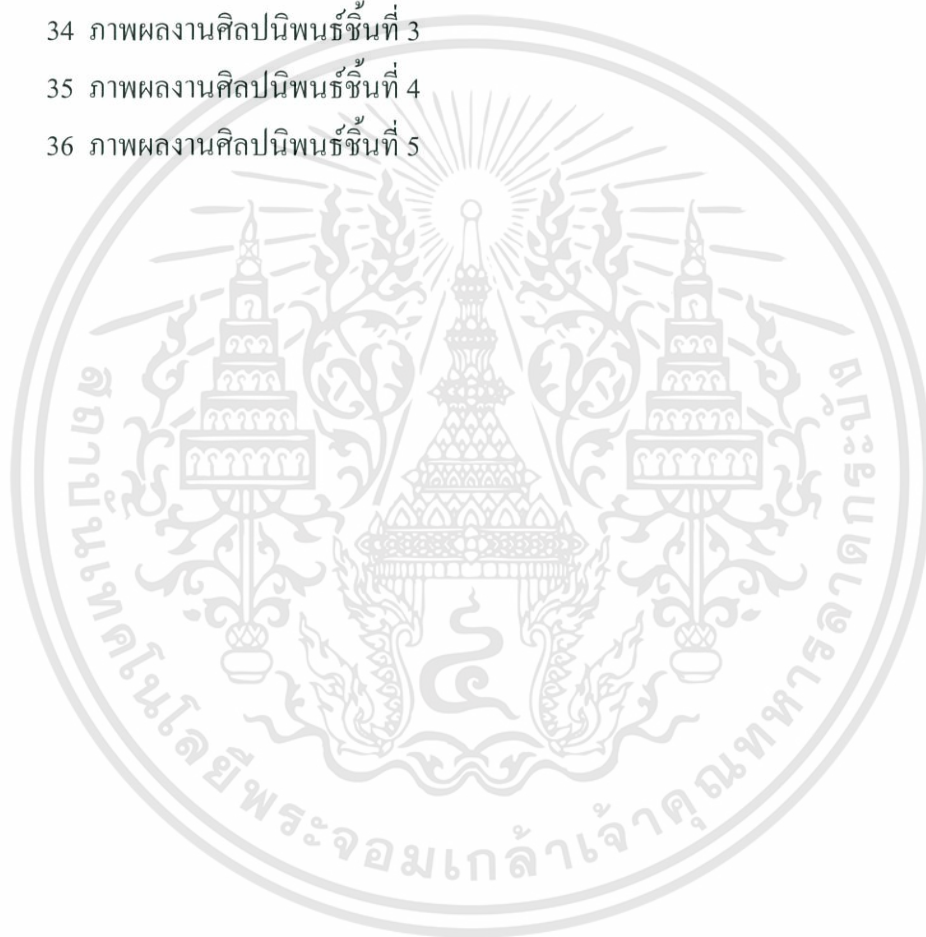 34 ภาพผลงานศิลปนิพนธ์ชิ้นที่ 3
35 ภาพผลงานศิลปนิพนธ์ชิ้นที่ 4
36 ภาพผลงานศิลปนิพนธ์ชิ้นที่ 5
สถาบันเทคโนโลยีพระจอมเกล้าเจ้าคุณทหารลาดกระบัง
๔